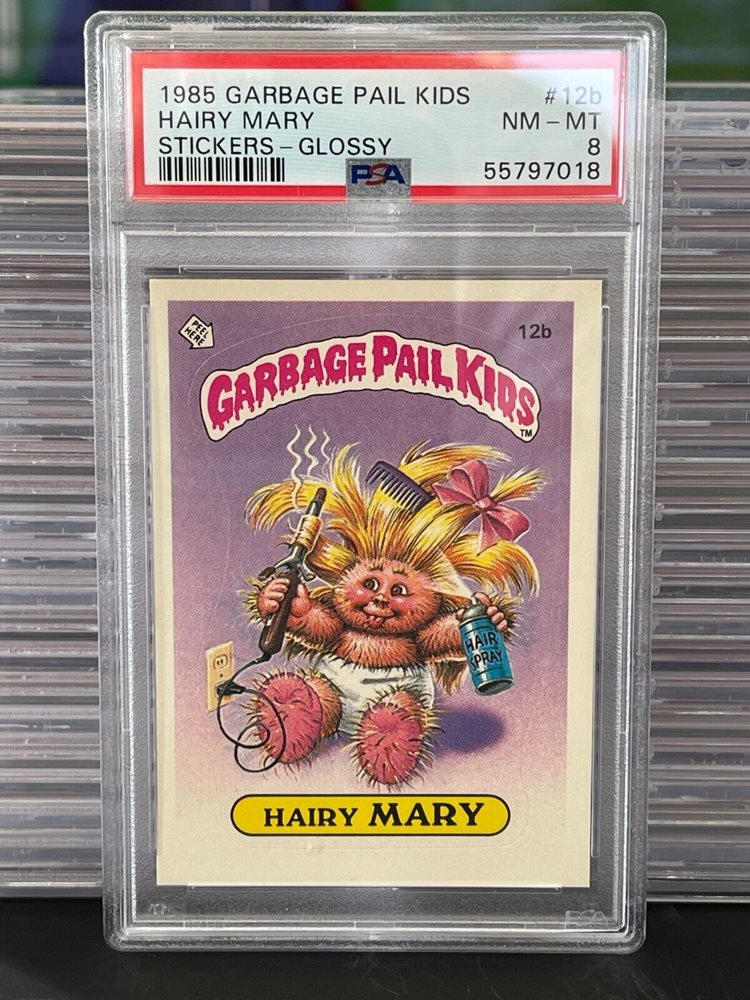 1985 GARBAGE PAIL KIDS #12b
HAIRY MARY NM – MT
STICKERS – GLOSSY 8
PSA 55797018
PEEL
HERE
12b
GARBAGE PAIL KIDS
TM
HAIR
SPRAY
HAIRY MARY
PSA